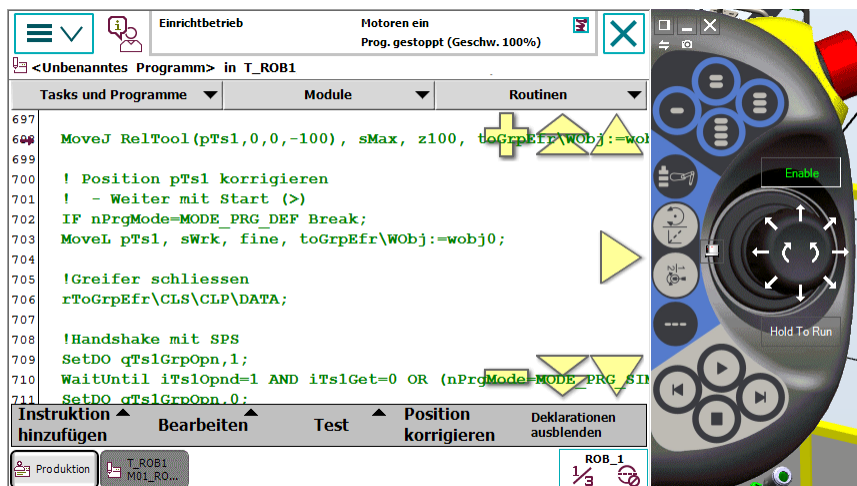 Einrichtbetrieb
Motoren ein
Prog. gestoppt (Geschw. 100%)
<Unbenanntes Programm> in T_ROB1
Tasks und Programme
Module
Routinen
697
698 MoveJ RelTool(pTs1,0,0,-100), sMax, z100, toGrpEfr\WObj:=wob
699
700 ! Position pTs1 korrigieren
701 !  - Weiter mit Start (>)
702 IF nPrgMode=MODE_PRG_DEF Break;
703 MoveL pTs1, sWrk, fine, toGrpEfr\WObj:=wobj0;
704
705 !Greifer schliessen
706 rToGrpEfr\CLS\CLP\DATA;
707
708 !Handshake mit SPS
709 SetDO qTs1GrpOpn,1;
710 WaitUntil iTs1Opnd=1 AND iTs1Get=0 OR (nPrgMode=MODE_PRG_SIM
711 SetDO qTs1GrpOpn,0;
Instruktion hinzufügen
Bearbeiten
Test
Position korrigieren
Deklarationen ausblenden
Produktion
T_ROB1
M01_RO...
ROB_1
1/3
Enable
Hold To Run